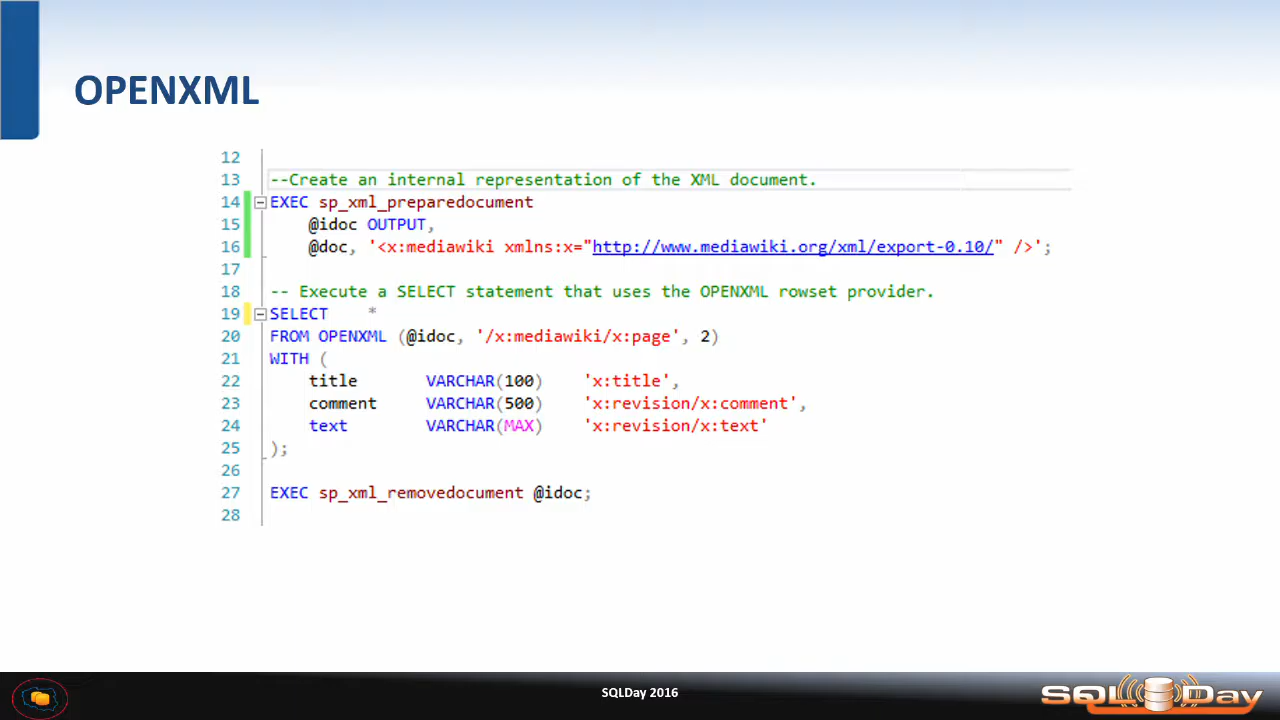 OPENXML
12
13 --Create an internal representation of the XML document.
14 EXEC sp_xml_preparedocument
15 @idoc OUTPUT,
16 @doc, '<x:mediawiki xmlns:x="http://www.mediawiki.org/xml/export-0.10/" />';
17
18 -- Execute a SELECT statement that uses the OPENXML rowset provider.
19 SELECT *
20 FROM OPENXML (@idoc, '/x:mediawiki/x:page', 2)
21 WITH (
22 title VARCHAR(100) 'x:title',
23 comment VARCHAR(500) 'x:revision/x:comment',
24 text VARCHAR(MAX) 'x:revision/x:text'
25 );
26
27 EXEC sp_xml_removedocument @idoc;
28
SQLDay 2016
SQL Day